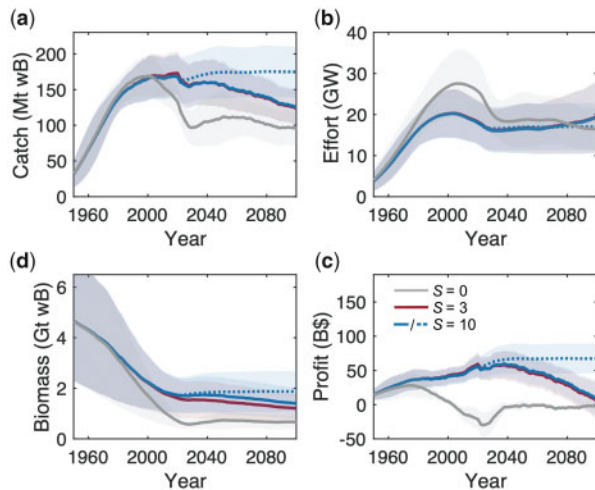 (a)
200
150
100
50
0
Catch (Mt wB)
1960 2000 2040 2080
Year
(b)
40
30
20
10
0
Effort (GW)
1960 2000 2040 2080
Year
(d)
6
4
2
0
Biomass (Gt wB)
1960 2000 2040 2080
Year
(c)
150
100
50
0
-50
Profit (B$)
S = 0
S = 3
/ S = 10
1960 2000 2040 2080
Year